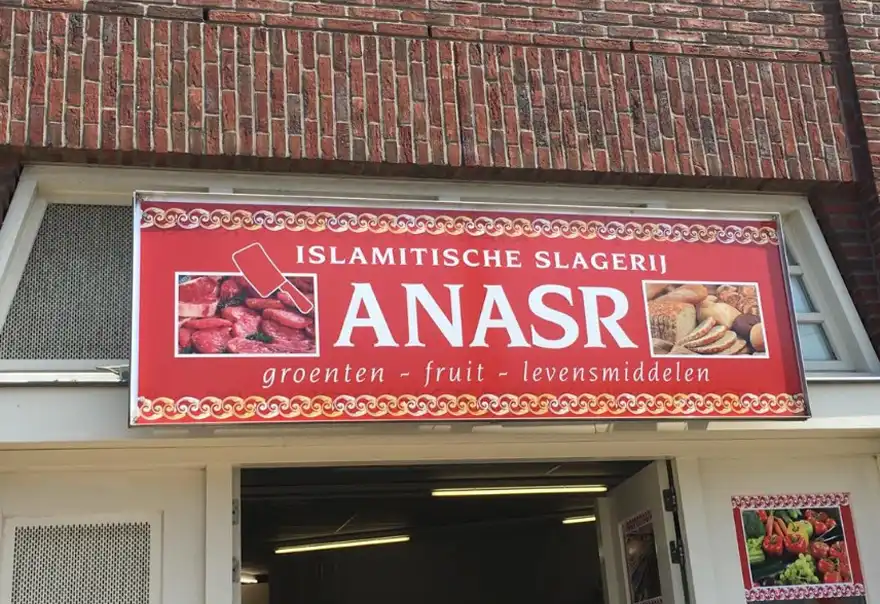 ISLAMITISCHE SLAGERIJ
ANASR
groenten ~ fruit ~ levensmiddelen